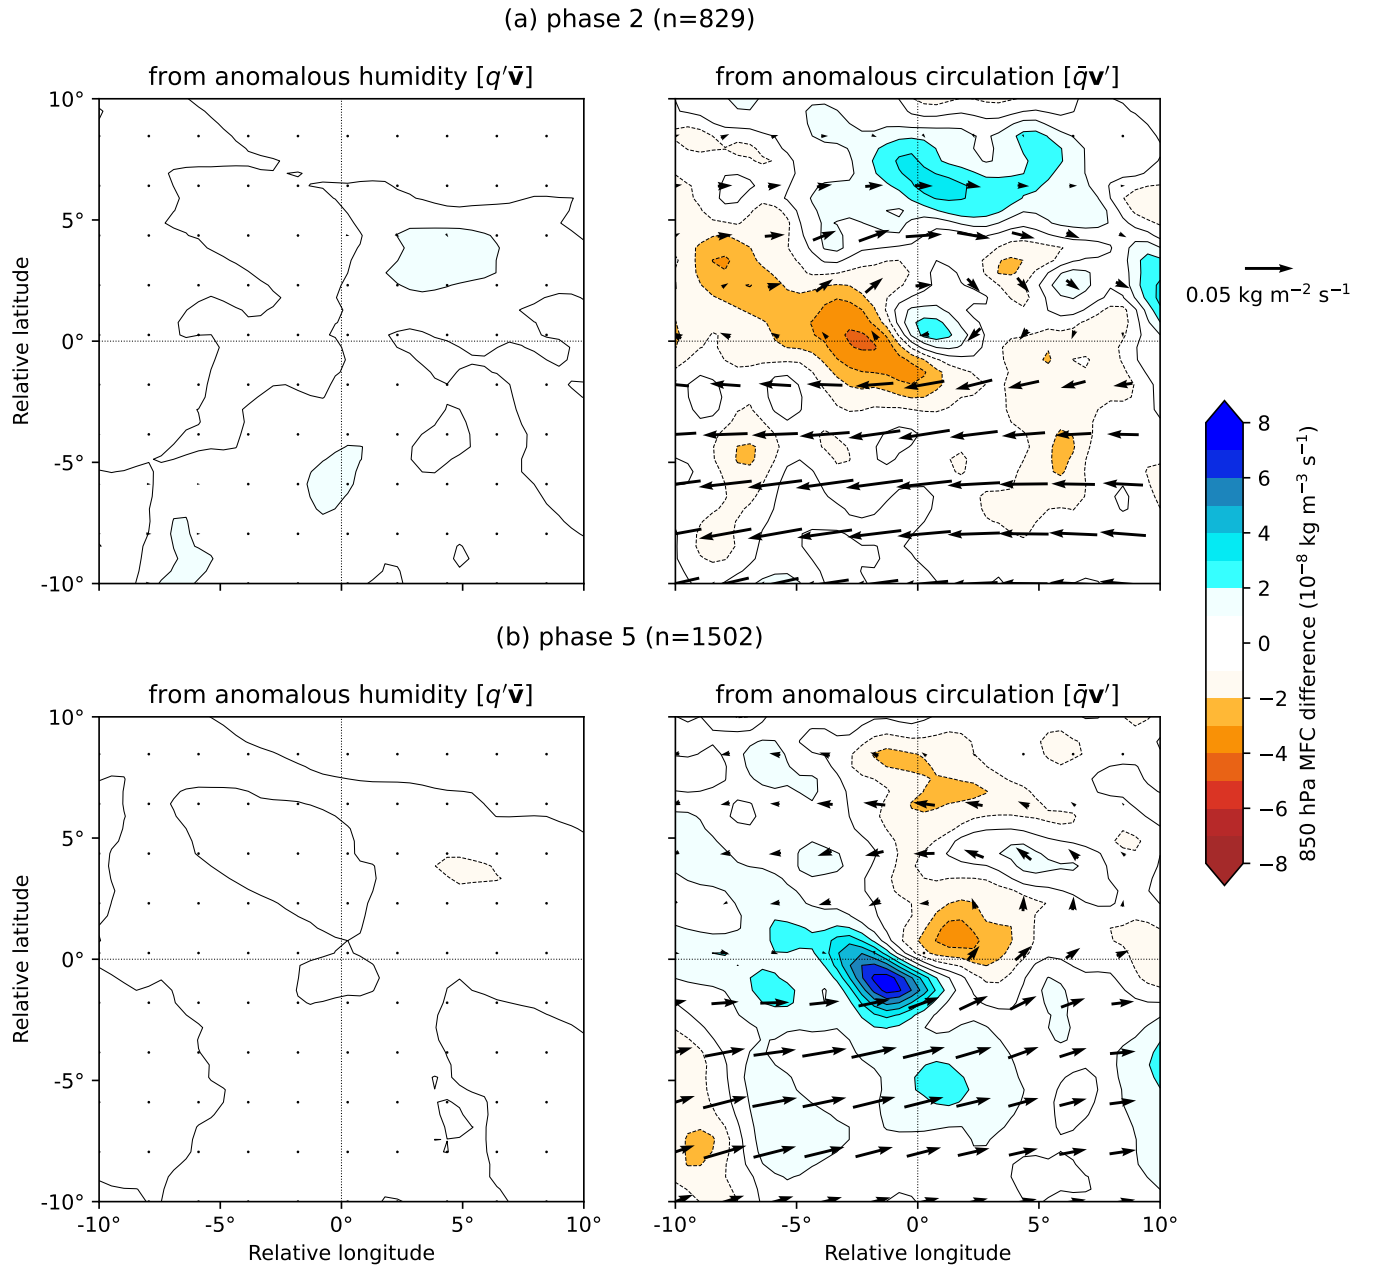 (a) phase 2 (n=829)
from anomalous humidity [q′v̄]
from anomalous circulation [q̄v′]
10°
5°
0°
-5°
-10°
Relative latitude
0.05 kg m⁻² s⁻¹
8
6
4
2
0
−2
−4
−6
−8
850 hPa MFC difference (10⁻⁸ kg m⁻³ s⁻¹)
(b) phase 5 (n=1502)
from anomalous humidity [q′v̄]
from anomalous circulation [q̄v′]
10°
5°
0°
-5°
-10°
Relative latitude
-10° -5° 0° 5° 10°
-10° -5° 0° 5° 10°
Relative longitude
Relative longitude